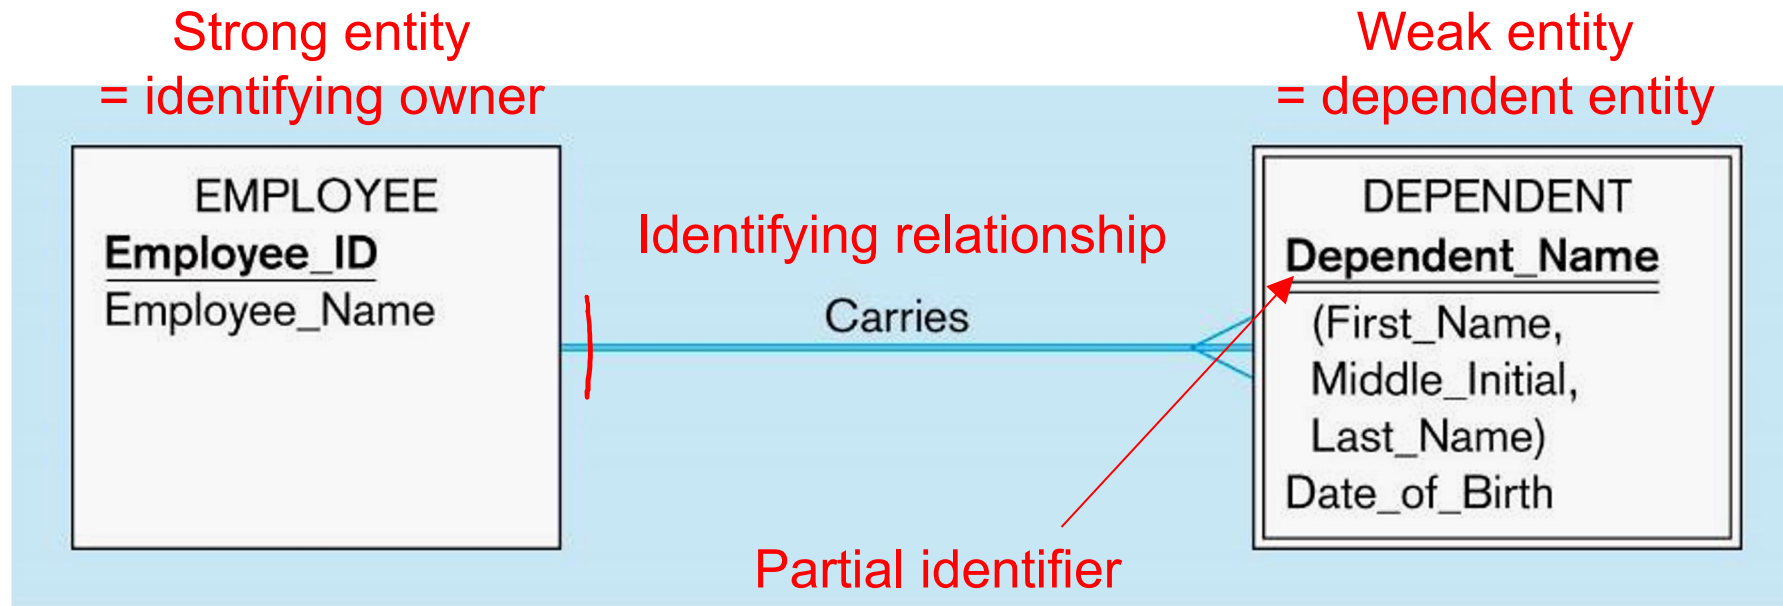 Strong entity
= identifying owner
Weak entity
= dependent entity
EMPLOYEE
Employee_ID
Employee_Name
Identifying relationship
Carries
DEPENDENT
Dependent_Name
(First_Name,
Middle_Initial,
Last_Name)
Date_of_Birth
Partial identifier